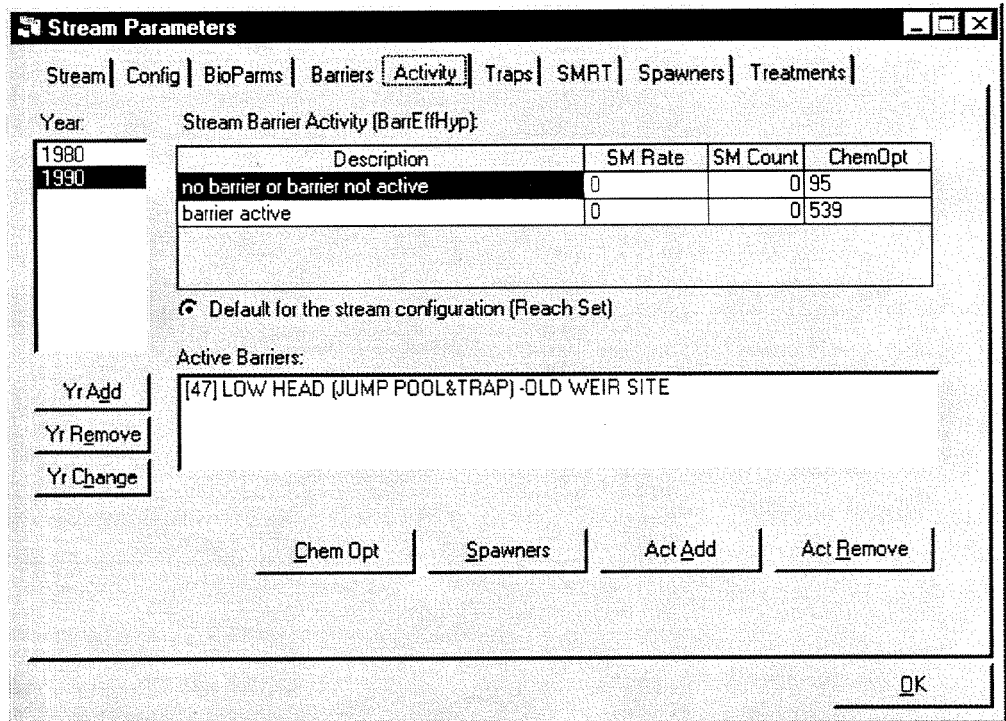 Stream Parameters
Stream Config BioParms Barriers Activity Traps SMRT Spawners Treatments
Year:
1980
1990
Stream Barrier Activity (BarrEffHyp):
Description SM Rate SM Count ChemOpt
no barrier or barrier not active 0 0 95
barrier active 0 0 539
Default for the stream configuration (Reach Set)
Active Barriers:
[47] LOW HEAD (JUMP POOL&TRAP) -OLD WEIR SITE
Yr Add
Yr Remove
Yr Change
Chem Opt Spawners Act Add Act Remove
OK